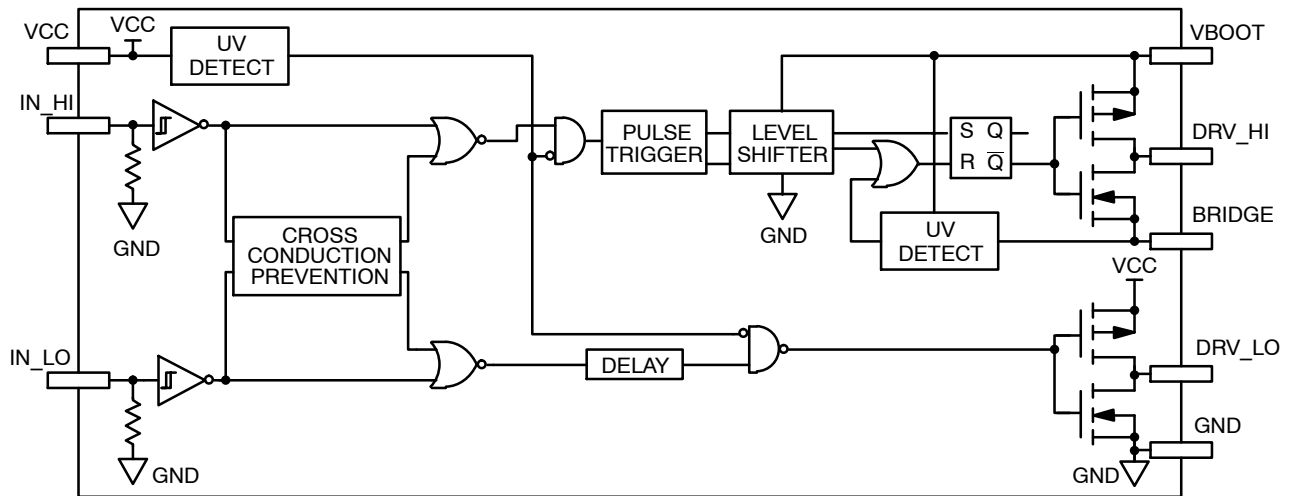 VCC
VCC
UV
DETECT
VBOOT
IN_HI
PULSE
TRIGGER
LEVEL
SHIFTER
S Q
R Q̅
DRV_HI
GND
CROSS
CONDUCTION
PREVENTION
GND
UV
DETECT
BRIDGE
VCC
IN_LO
DELAY
DRV_LO
GND
GND
GND